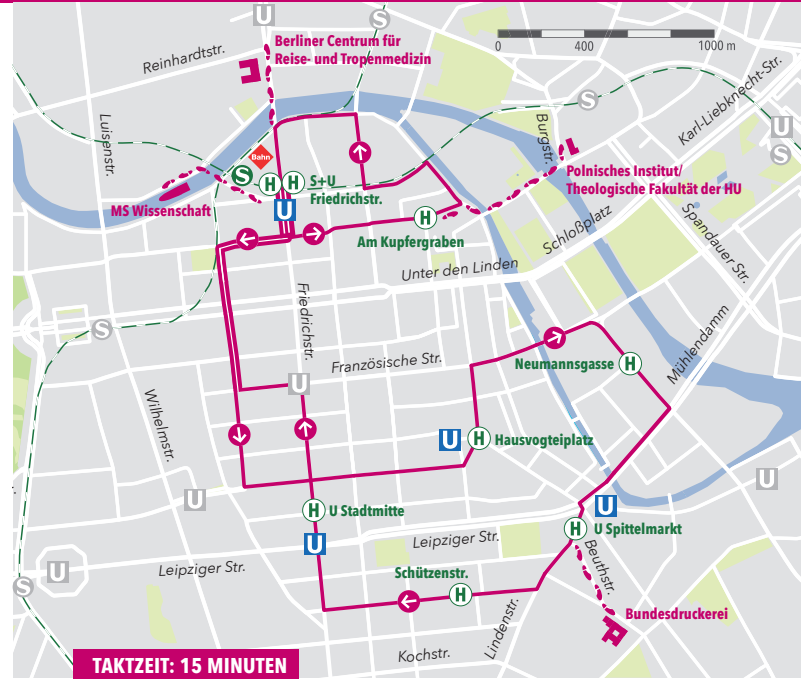 U
S
Berliner Centrum für
Reise- und Tropenmedizin
0
400
1000 m
Reinhardtstr.
Luisenstr.
Karl-Liebknecht-Str.
S
Burgstr.
U
S
Bahn
S
H
H
S+U
Friedrichstr.
U
Polnisches Institut/
Theologische Fakultät der HU
MS Wissenschaft
H
Am Kupfergraben
Schloßplatz
Spandauer Str.
Unter den Linden
Friedrichstr.
S
Mühlendamm
Französische Str.
Neumannsgasse
H
U
Wilhelmstr.
U
H
Hausvogteiplatz
U
U
H
U Stadtmitte
U
H
U Spittelmarkt
U
Leipziger Str.
Beuthstr.
U
Leipziger Str.
S
Schützenstr.
H
Lindenstr.
Bundesdruckerei
Kochstr.
TAKTZEIT: 15 MINUTEN